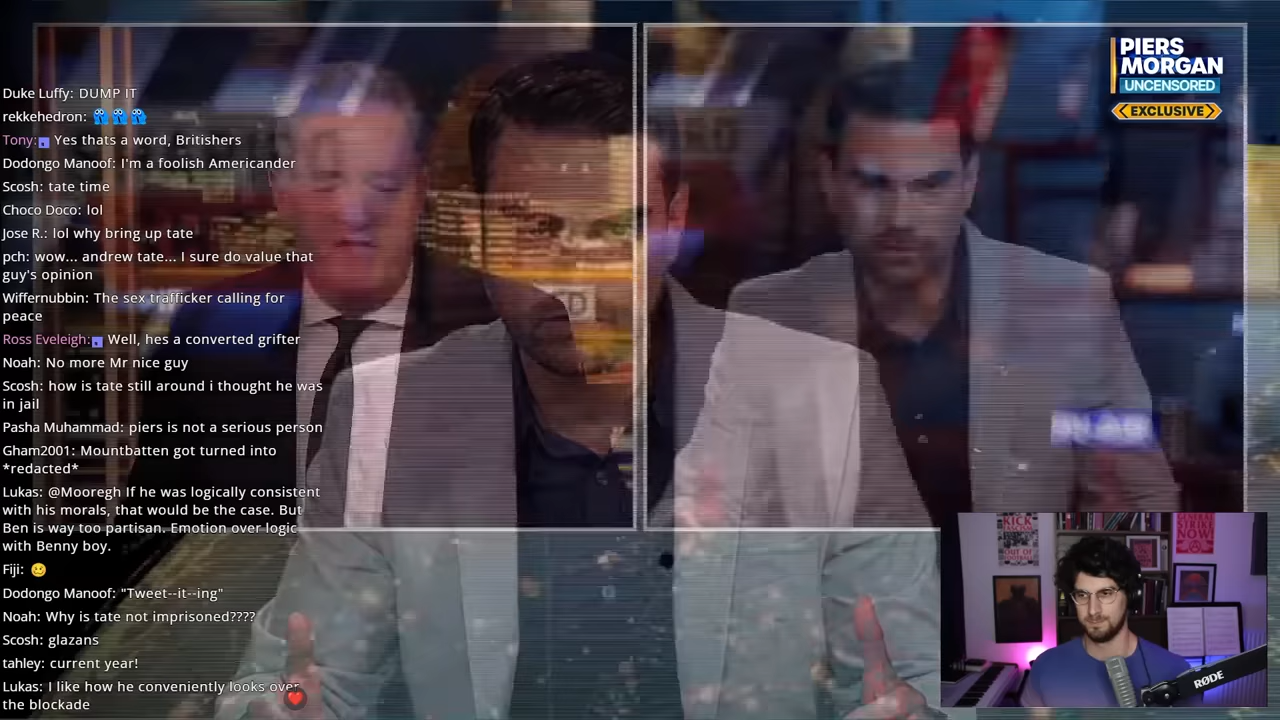 PIERS
MORGAN
UNCENSORED
EXCLUSIVE
Duke Luffy: DUMP IT
rekkehedron:
Tony: Yes thats a word, Britishers
Dodongo Manoof: I'm a foolish Americander
Scosh: tate time
Choco Doco: lol
Jose R.: lol why bring up tate
pch: wow... andrew tate... I sure do value that
guy's opinion
Wiffernubbin: The sex trafficker calling for
peace
Ross Eveleigh: Well, hes a converted grifter
Noah: No more Mr nice guy
Scosh: how is tate still around i thought he was
in jail
Pasha Muhammad: piers is not a serious person
Gham2001: Mountbatten got turned into
*redacted*
Lukas: @Mooregh If he was logically consistent
with his morals, that would be the case. But
Ben is way too partisan. Emotion over logic
with Benny boy.
Fiji:
Dodongo Manoof: "Tweet--it--ing"
Noah: Why is tate not imprisoned????
Scosh: glazans
tahley: current year!
Lukas: I like how he conveniently looks over
the blockade
KICK
FASCISM
OUT OF
FOOTBALL
GENERAL
STRIKE
NOW!
RØDE